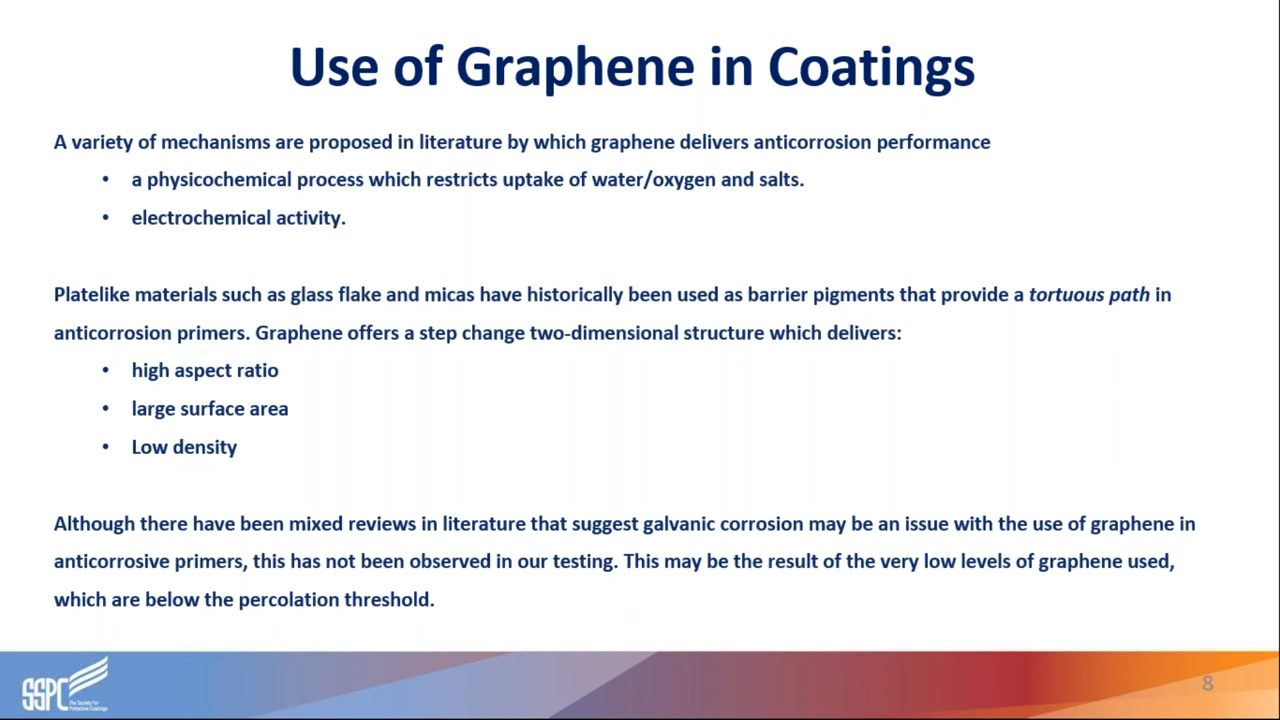 Use of Graphene in Coatings
A variety of mechanisms are proposed in literature by which graphene delivers anticorrosion performance
• a physicochemical process which restricts uptake of water/oxygen and salts.
• electrochemical activity.
Platelike materials such as glass flake and micas have historically been used as barrier pigments that provide a tortuous path in
anticorrosion primers. Graphene offers a step change two-dimensional structure which delivers:
• high aspect ratio
• large surface area
• Low density
Although there have been mixed reviews in literature that suggest galvanic corrosion may be an issue with the use of graphene in
anticorrosive primers, this has not been observed in our testing. This may be the result of the very low levels of graphene used,
which are below the percolation threshold.
SSPC
The Society for
Protective Coatings
8